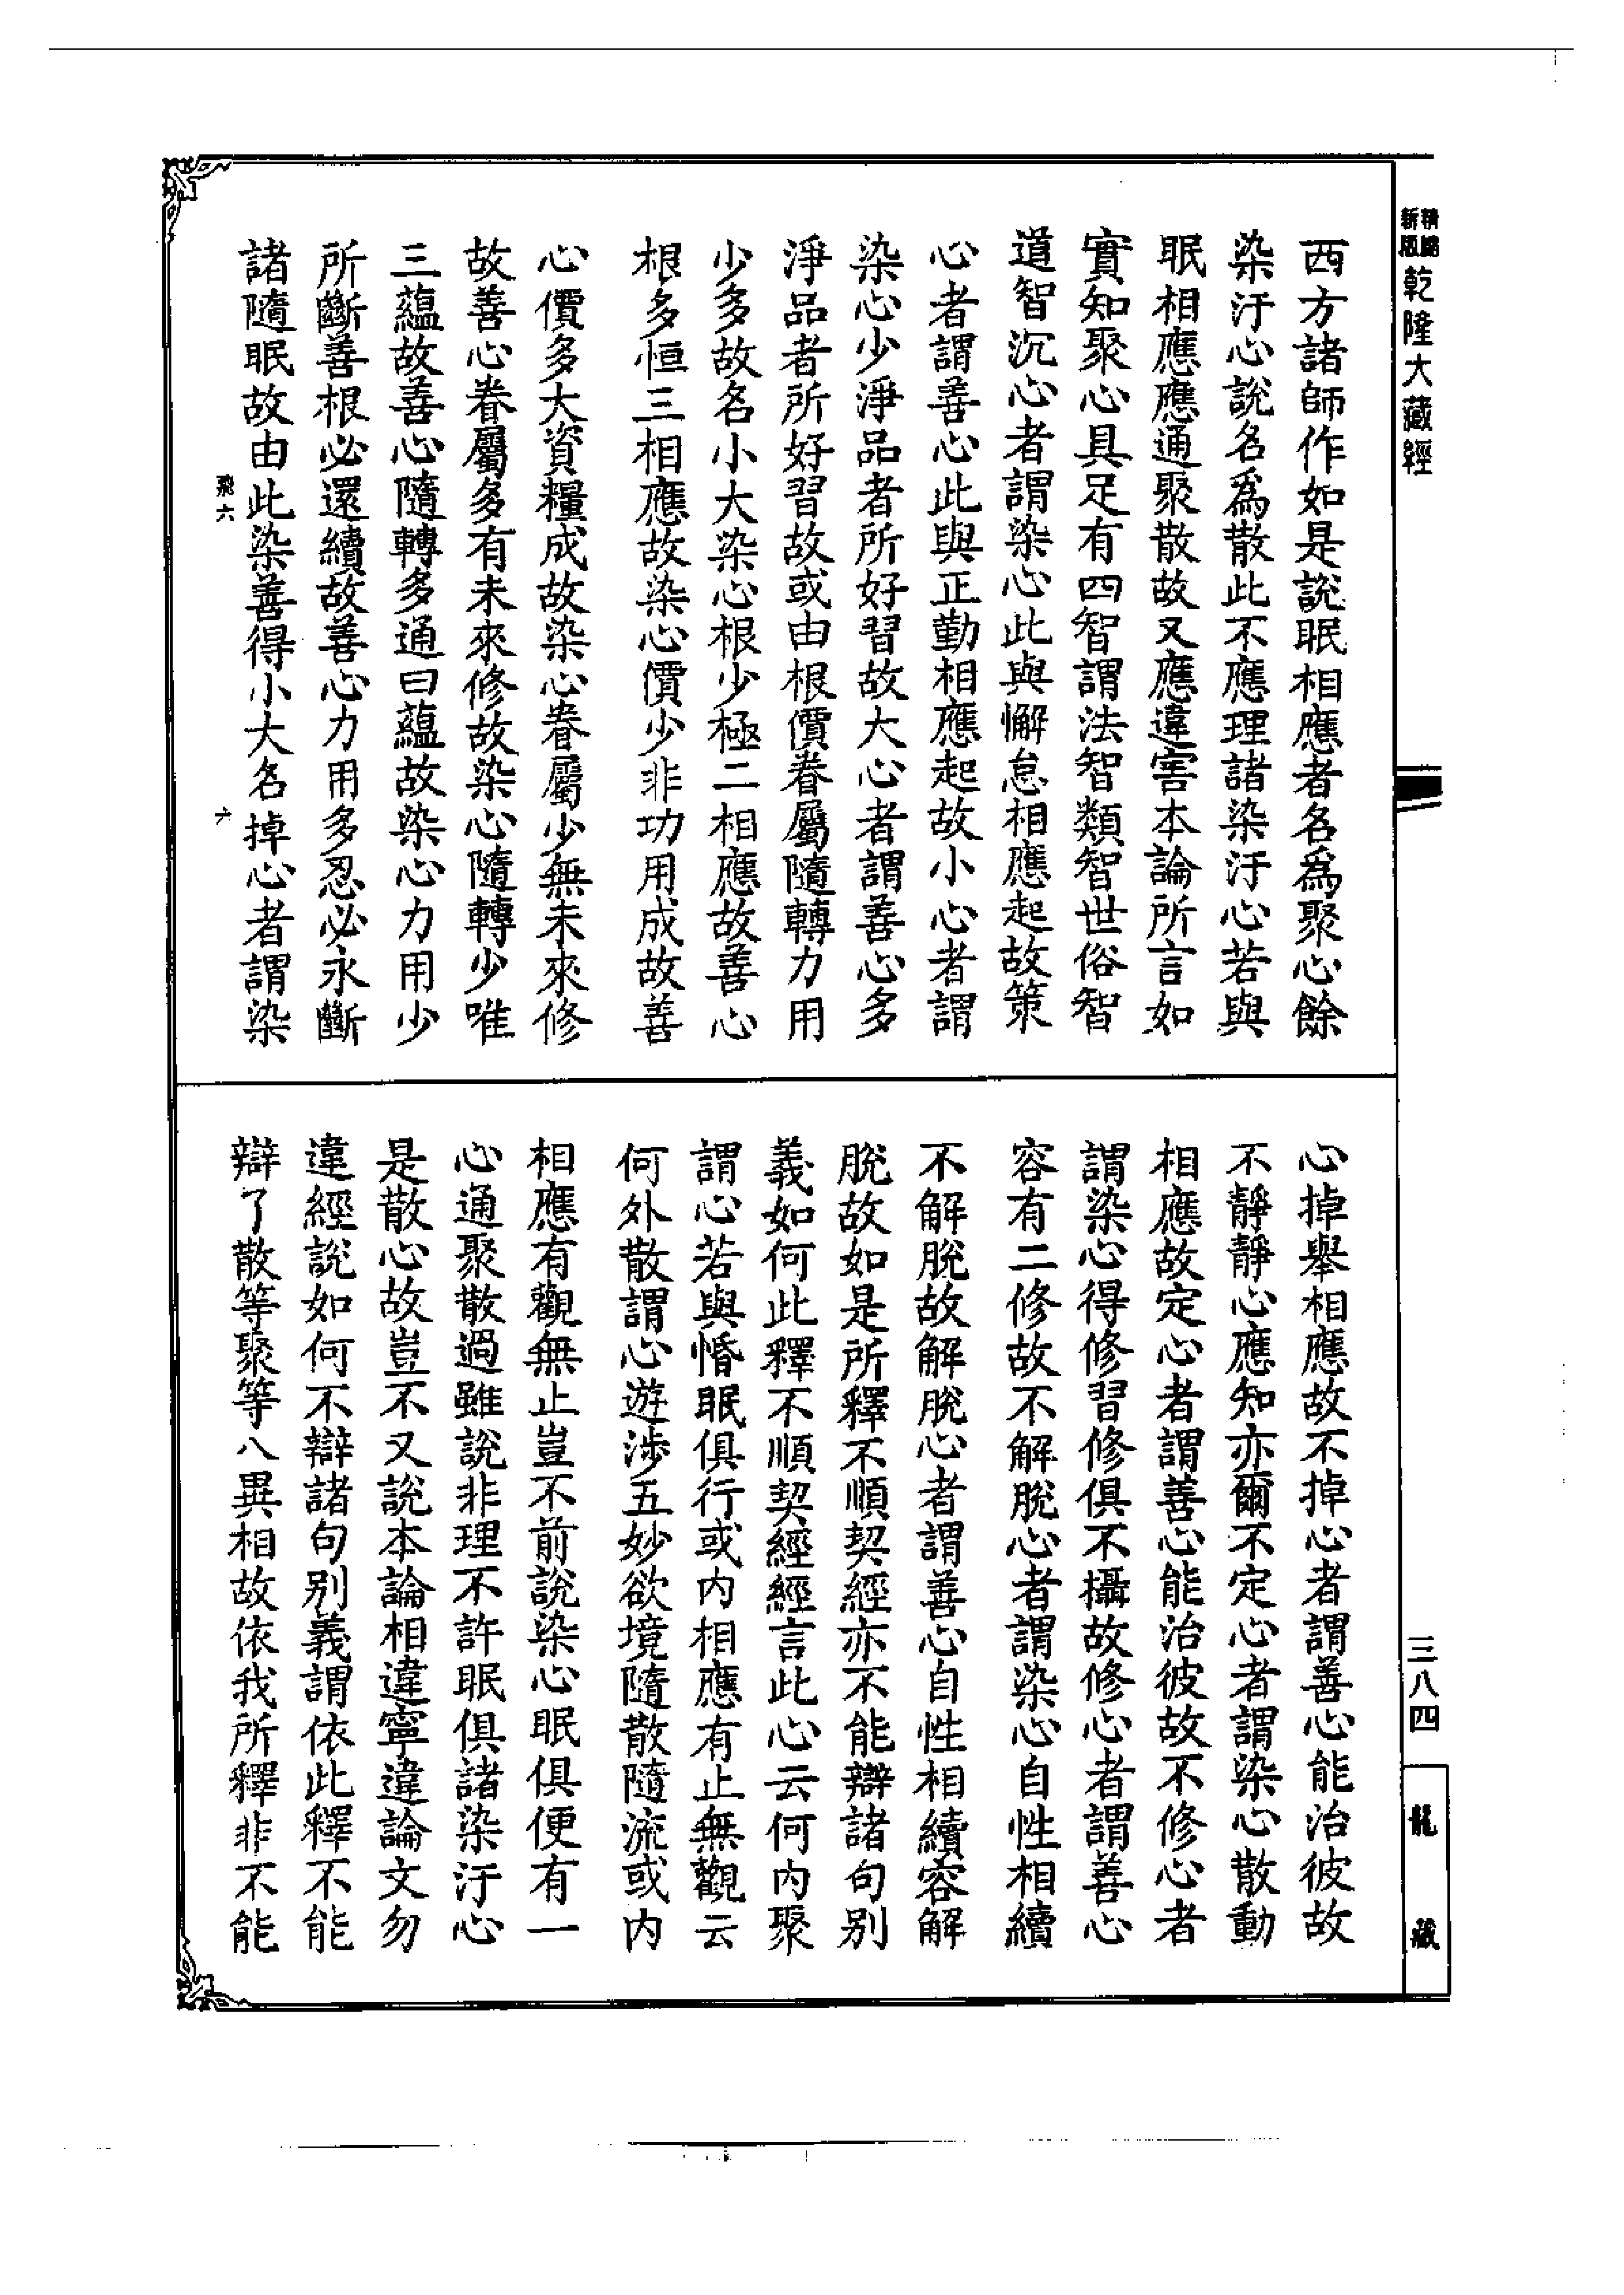 乾隆大藏經
西方諸師作如是說眠相應者名爲聚心餘
染汙心說名爲散此不應理諸染汙心若與
眠相應應通聚散故又應違害本論所言如
實知聚心具足有四智謂法智類智世俗智
道智沉心者謂染心此與懈怠相應起故策
心者謂善心此與正勤相應起故小心者謂
染心少淨品者所好習故大心者謂善心多
淨品者所好習故或由根價眷屬隨轉力用
少多故名小大染心根少極二相應故善心
根多恒三相應故染心價少非功用成故善
心價多大資糧成故染心眷屬少無未來修
故善心眷屬多有未來修故染心隨轉少唯
三蘊故善心隨轉多通曰蘊故染心力用少
所斷善根必還續故善心力用多忍必永斷
諸隨眠故由此染善得小大名掉心者謂染
飛六
六
心掉舉相應故不掉心者謂善心能治彼故
不靜靜心應知亦爾不定心者謂染心散動
相應故定心者謂善心能治彼故不修心者
謂染心得修習修俱不攝故修心者謂善心
容有二修故不解脫心者謂染心自性相續
不解脫故解脫心者謂善心自性相續容解
脫故如是所釋不順契經亦不能辯諸句別
義如何此釋不順契經經言此心云何內聚
謂心若與惛眠俱行或內相應有止無觀云
何外散謂心遊涉五妙欲境隨散隨流或內
相應有觀無止豈不前說染心眠俱便有一
心通聚散過雖說非理不許眠俱諸染汙心
是散心故豈不又說本論相違寧違論文勿
違經說如何不辯諸句別義謂依此釋不能
辯了散等聚等八異相故依我所釋非不能
三八四
龍藏